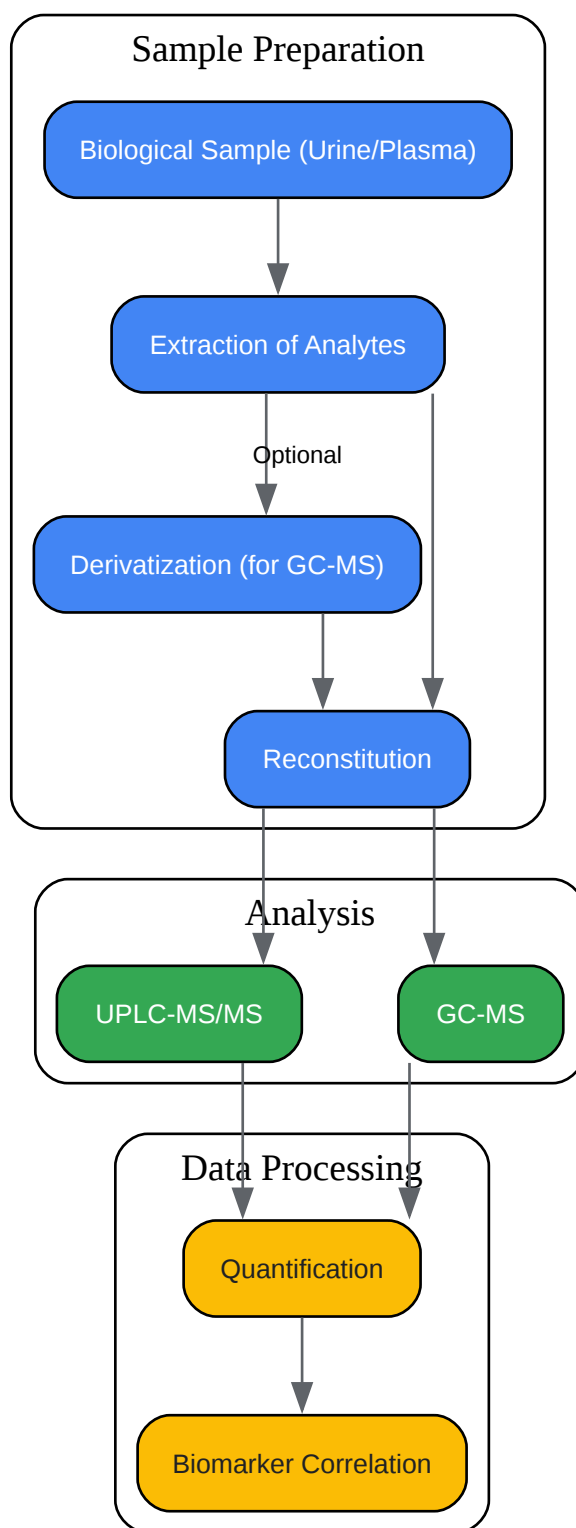 Sample Preparation
Biological Sample (Urine/Plasma)
Extraction of Analytes
Optional
Derivatization (for GC-MS)
Reconstitution
Analysis
UPLC-MS/MS
GC-MS
Data Processing
Quantification
Biomarker Correlation